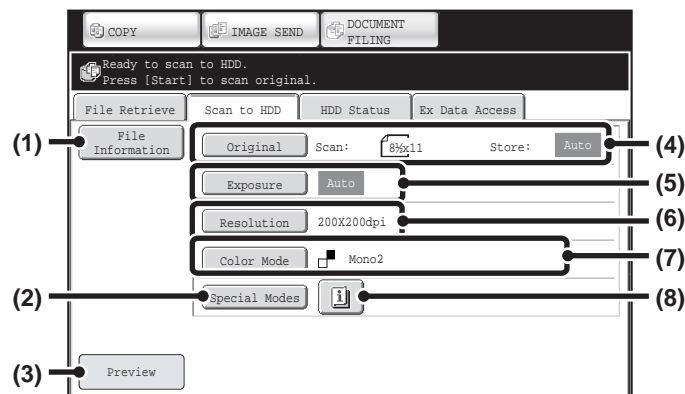 COPY
IMAGE SEND
DOCUMENT
FILING
Ready to scan to HDD.
Press [Start] to scan original.
File Retrieve
Scan to HDD
HDD Status
Ex Data Access
(1)
File
Information
Original
Scan:
8½x11
Store:
Auto
(4)
Exposure
Auto
(5)
Resolution
200X200dpi
(6)
Color Mode
Mono2
(7)
(2)
Special Modes
(8)
(3)
Preview